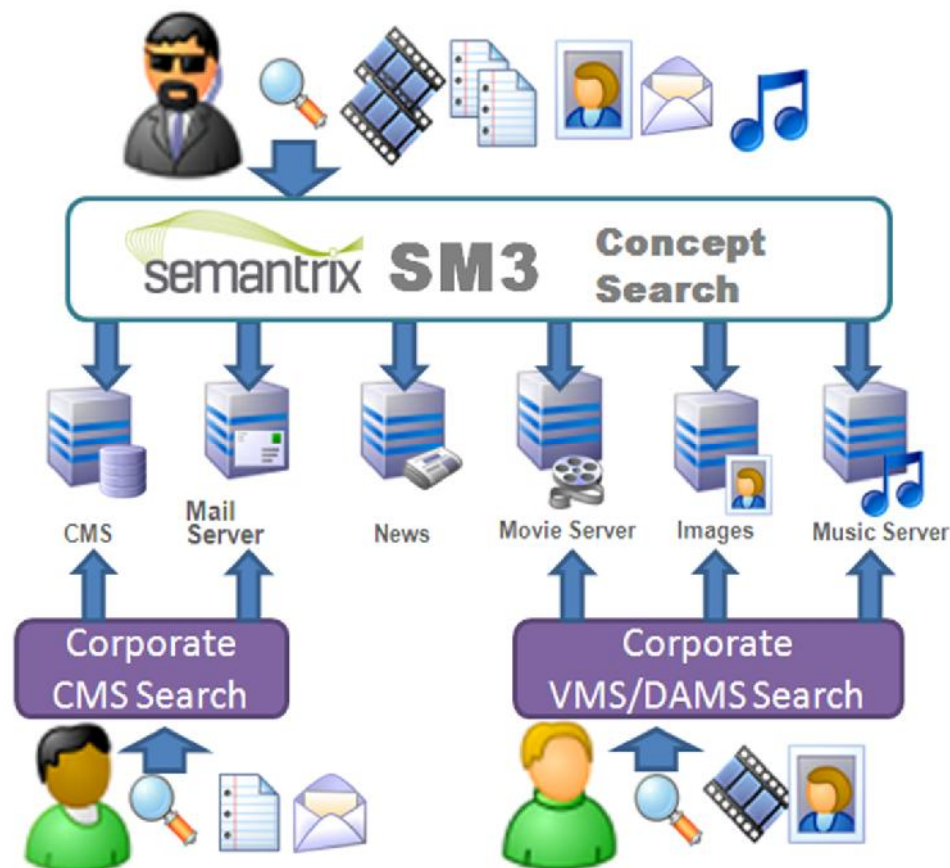 semantrix SM3 Concept
Search
CMS
Mail
Server
News
Movie Server
Images
Music Server
Corporate
CMS Search
Corporate
VMS/DAMS Search